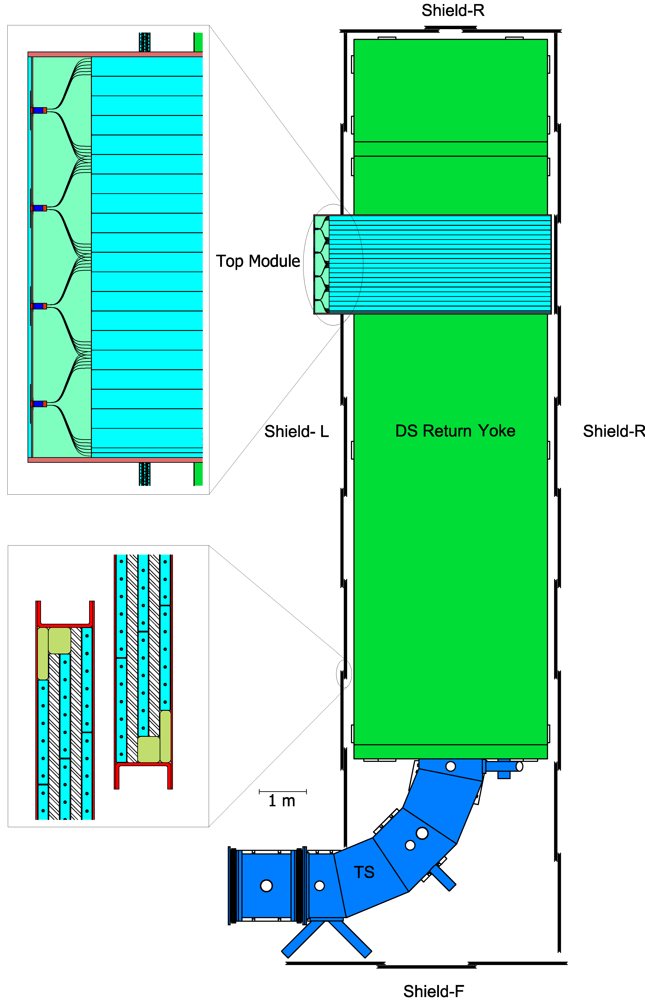 Shield-R
Top Module
Shield- L
DS Return Yoke
Shield-R
1 m
TS
Shield-F